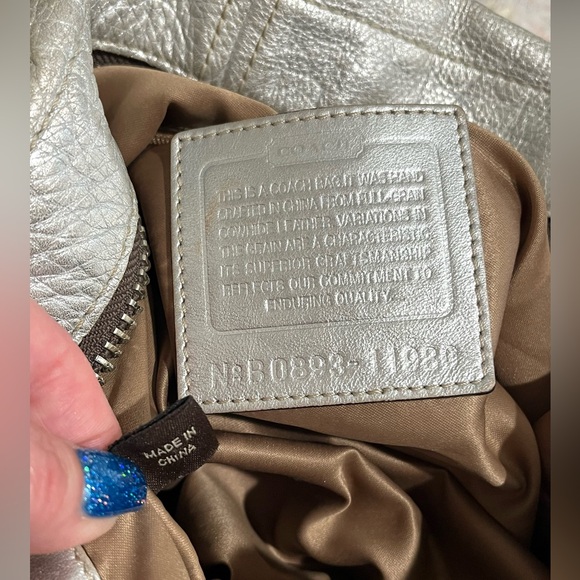 COACH
THIS IS A COACH BAG. IT WAS HAND
CRAFTED IN CHINA FROM FULL GRAIN
COWHIDE LEATHER. VARIATIONS IN
THE GRAIN ARE A CHARACTERISTIC
ITS SUPERIOR CRAFTSMANSHIP
REFLECTS OUR COMMITMENT TO
ENDURING QUALITY.
No B0893-11980
MADE IN
CHINA